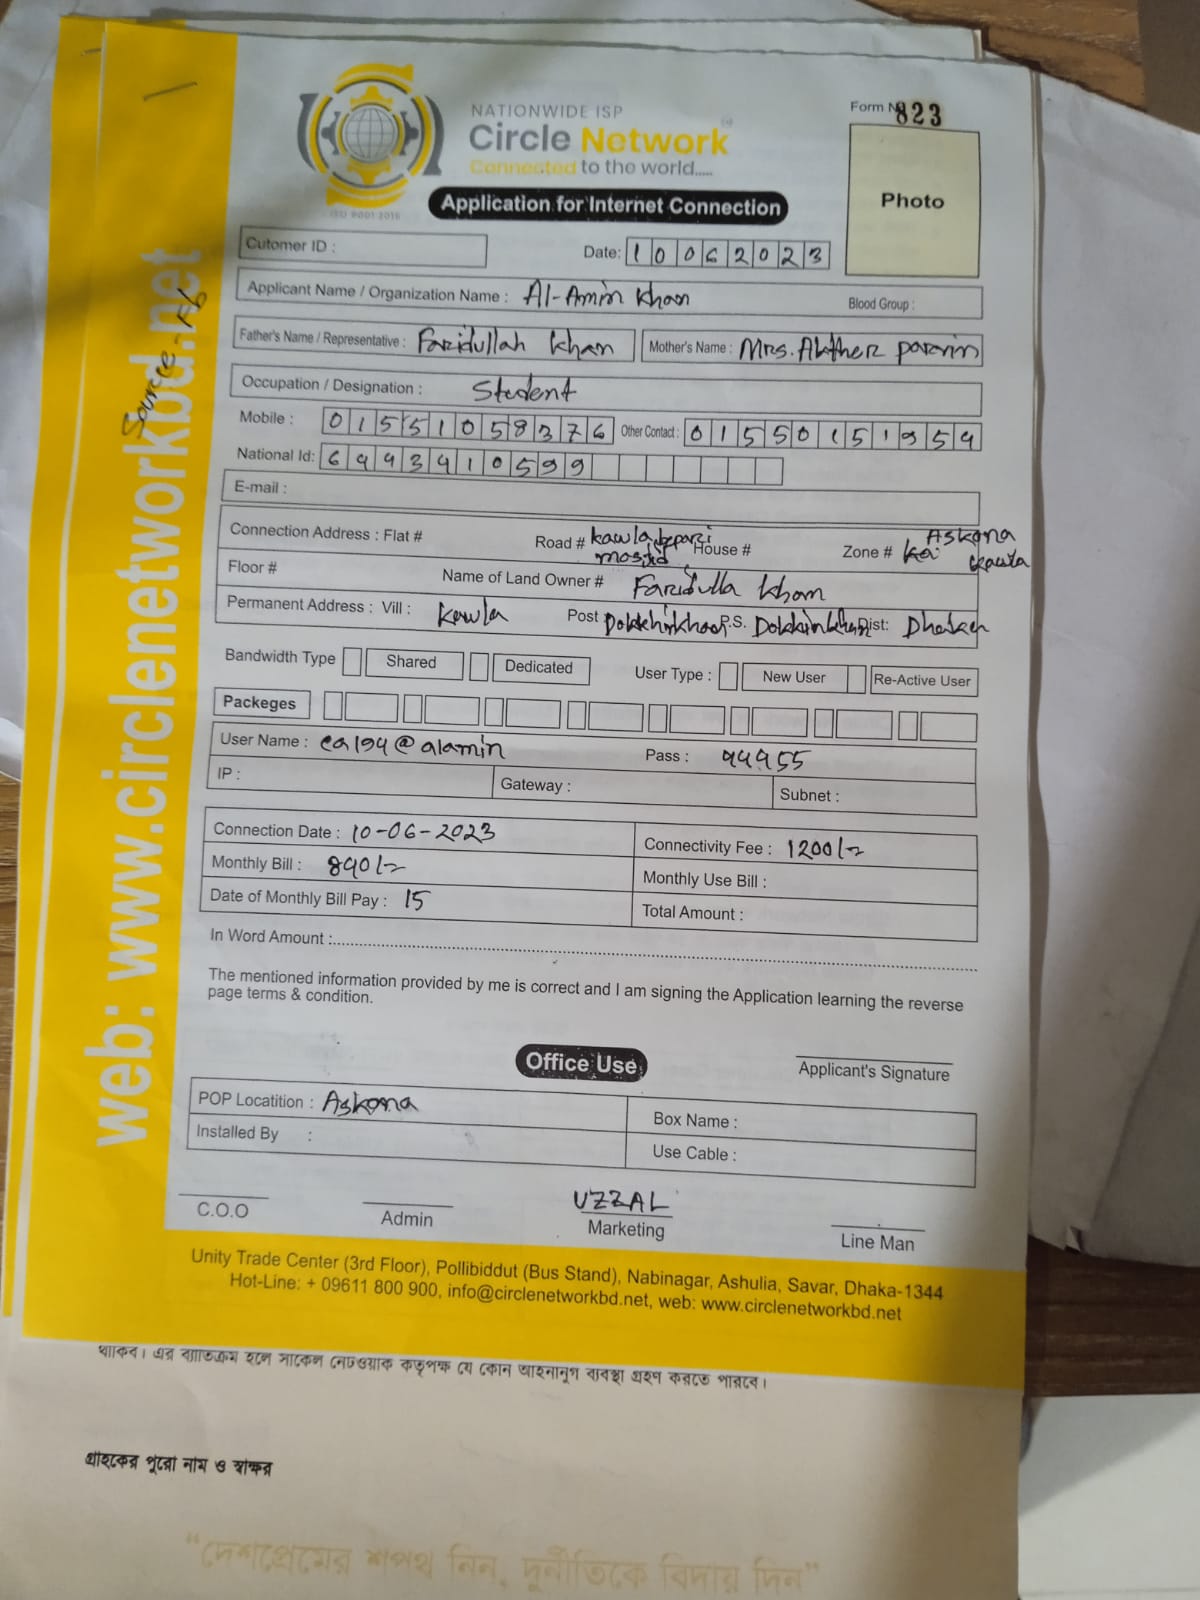 NATIONWIDE ISP
Circle Network
Connected to the world.....
ISO 9001:2015
Form No 823
Photo
Application for Internet Connection
Cutomer ID :
Date: 10062023
Applicant Name / Organization Name : Al-Amin Khan Blood Group :
Father's Name / Representative : Faridullah Khan Mother's Name : Mrs. Akther parvin
Occupation / Designation : Student
Mobile : 01551058376 Other Contact : 01550151954
National Id:
E-mail :
Connection Address : Flat # Road # Kawla bepari mosjid House # Zone # Askona Kawla
Floor # Name of Land Owner # Faridulla Khan
Permanent Address : Vill : Kawla Post P.S. Dist:
Bandwidth Type Shared Dedicated User Type : New User Re-Active User
Packeges
User Name : Pass :
IP : Gateway : Subnet :
Connection Date : 10-06-2023 Connectivity Fee : 1200/=
Monthly Bill : Monthly Use Bill :
Date of Monthly Bill Pay : 15 Total Amount :
In Word Amount :
The mentioned information provided by me is correct and I am signing the Application learning the reverse
page terms & condition.
Office Use
Applicant's Signature
POP Locatition : Askona Box Name :
Installed By : Use Cable :
C.O.O Admin UZZAL Marketing Line Man
Unity Trade Center (3rd Floor), Pollibiddut (Bus Stand), Nabinagar, Ashulia, Savar, Dhaka-1344
Hot-Line: + 09611 800 900, info@circlenetworkbd.net, web: www.circlenetworkbd.net
web: www.circlenetworkbd.net
থাকিব। এর ব্যাতিক্রম হলে সার্কেল নেটওয়ার্ক কতৃপক্ষ যে কোন আইনানুগ ব্যবস্থা গ্রহণ করতে পারবে।
গ্রাহকের পুরো নাম ও স্বাক্ষর
“দেশপ্রেমের শপথ নিন, দুর্নীতিকে বিদায় দিন”